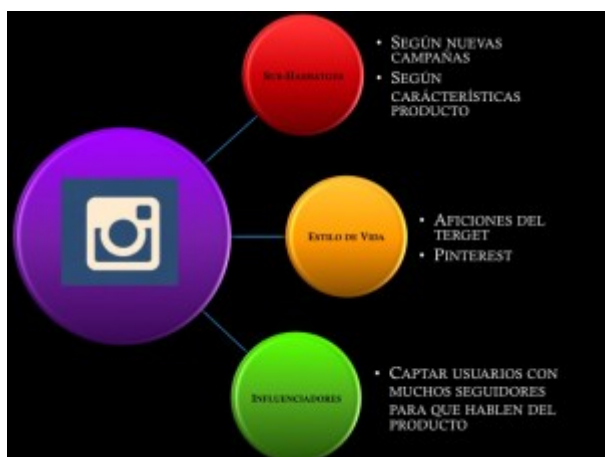 SUB-HASHATGES
• SEGÚN NUEVAS
CAMPAÑAS
• SEGÚN
CARÁCTERÍSTICAS
PRODUCTO
ESTILO DE VIDA
• AFICIONES DEL
TERGET
• PINTEREST
INFLUENCIADORES
• CAPTAR USUARIOS CON
MUCHOS SEGUIDORES
PARA QUE HABLEN DEL
PRODUCTO